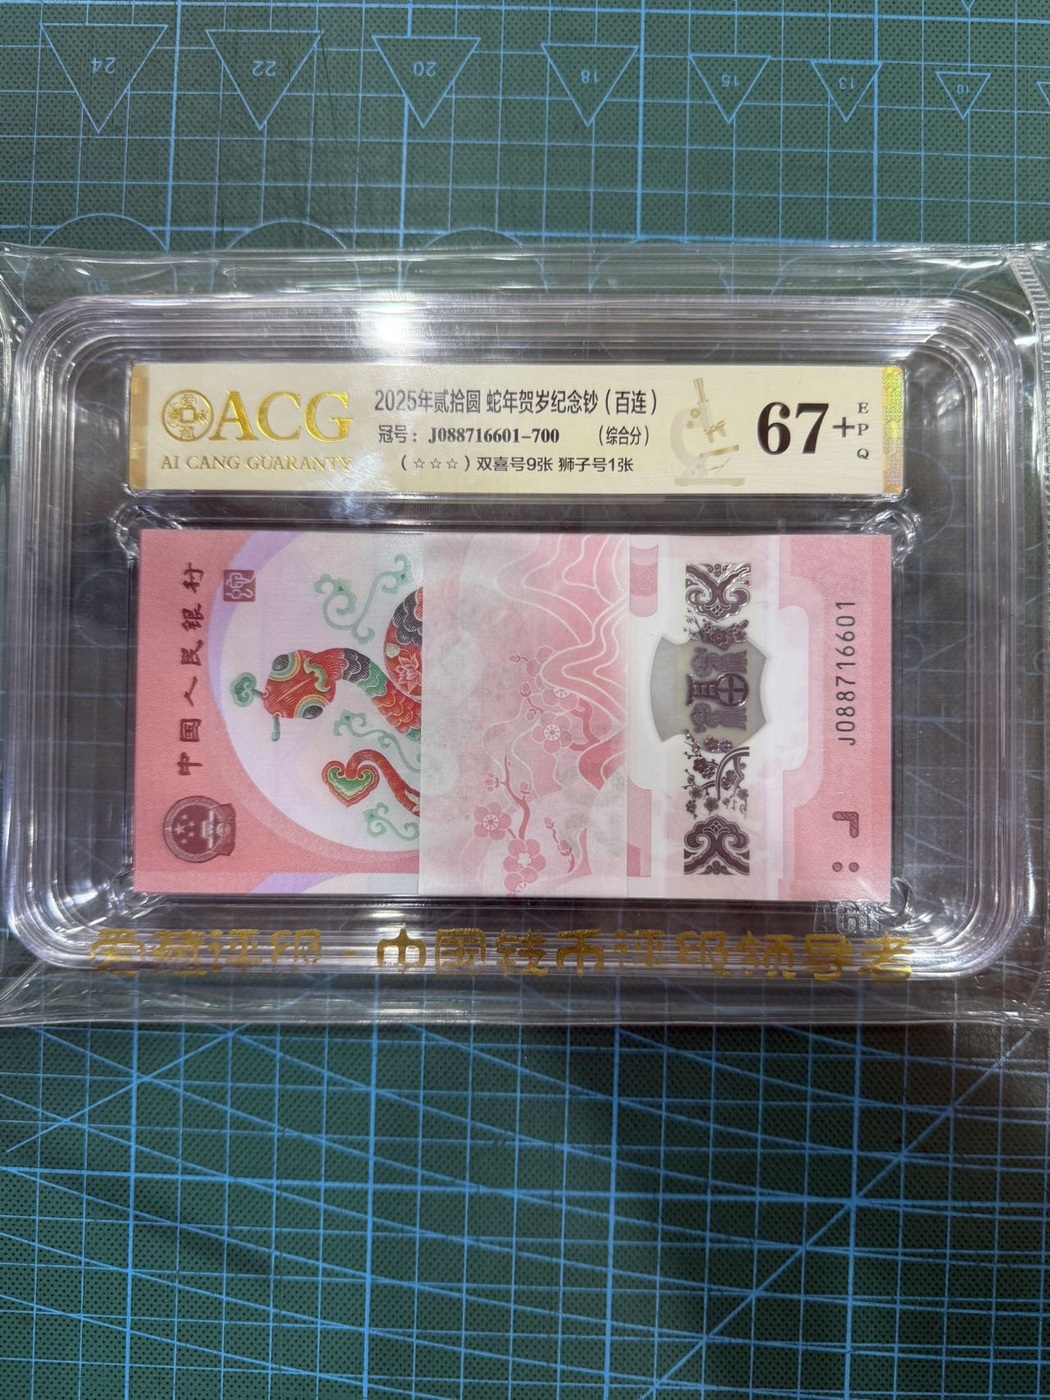 24 22 20 18 15 13 10
ACG
AI CANG GUARANTY
2025年贰拾圆 蛇年贺岁纪念钞(百连)
冠号: J088716601-700 (综合分)
(☆☆☆)双喜号9张 狮子号1张
67+
EPQ
中国人民银行
J088716601
爱藏评级-中国钱币评级领导者